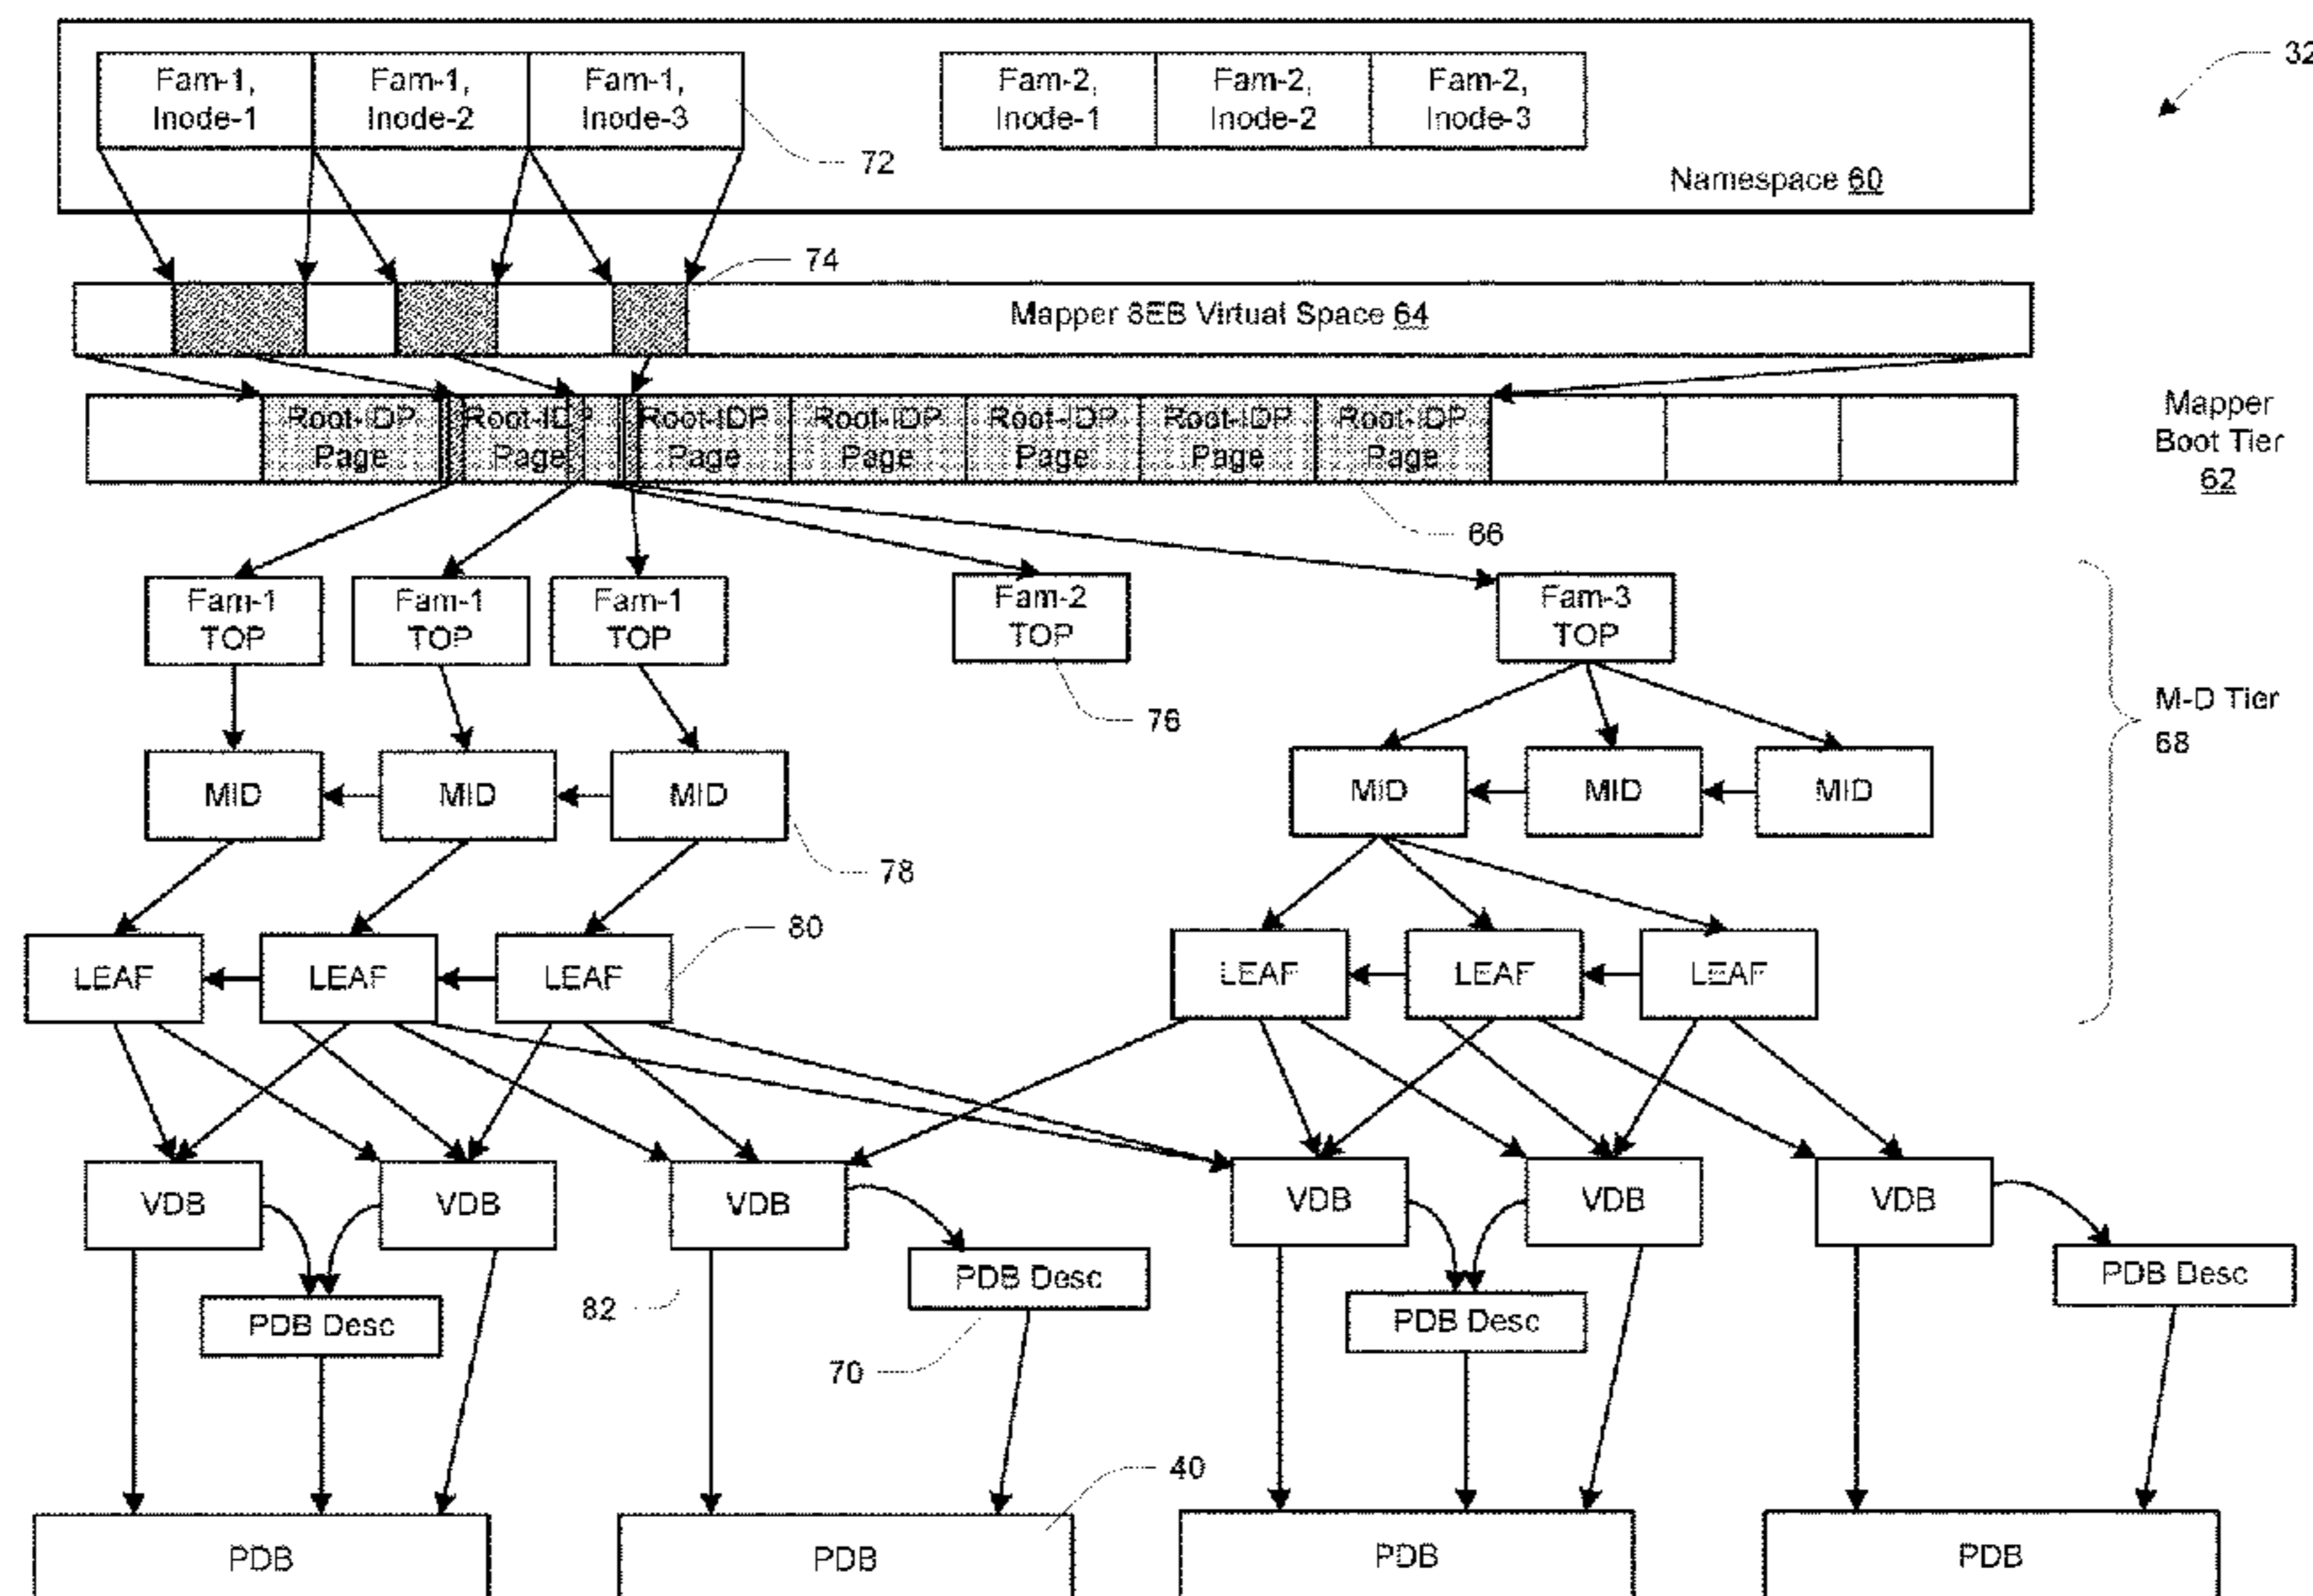 32
Fam-1, Fam-1, Fam-1, Fam-2, Fam-2, Fam-2,
Inode-1 Inode-2 Inode-3 Inode-1 Inode-2 Inode-3
72
Namespace 60
74
Mapper 8EB Virtual Space 64
Root-IDP Root-IDP Root-IDP Root-IDP Root-IDP Root-IDP Root-IDP
Page Page Page Page Page Page Page
Mapper
Boot Tier
62
66
Fam-1 Fam-1 Fam-1 Fam-2 Fam-3
TOP TOP TOP TOP TOP
76
M-D Tier
68
MID MID MID MID MID MID
78
80
LEAF LEAF LEAF LEAF LEAF LEAF
VDB VDB VDB VDB VDB VDB
PDB Desc PDB Desc
82
PDB Desc PDB Desc
70
40
PDB PDB PDB PDB